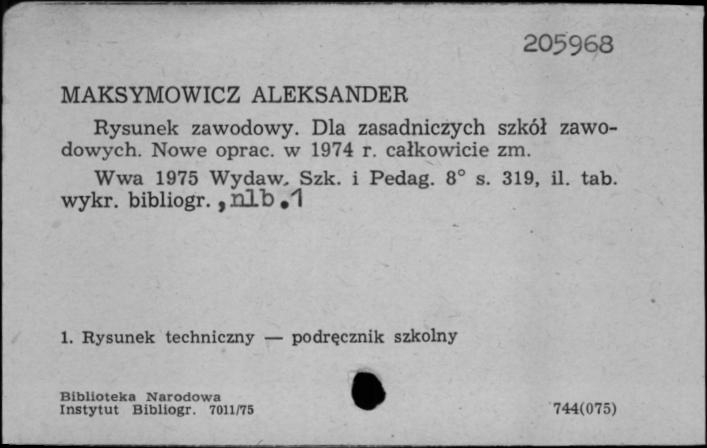 205968
MAKSYMOWICZ ALEKSANDER
Rysunek zawodowy. Dla zasadniczych szkół zawo-
dowych. Nowe oprac. w 1974 r. całkowicie zm.
Wwa 1975 Wydaw. Szk. i Pedag. 8° s. 319, il. tab.
wykr. bibliogr. , nlb.1
1. Rysunek techniczny — podręcznik szkolny
Biblioteka Narodowa
Instytut Bibliogr. 7011/75
744(075)